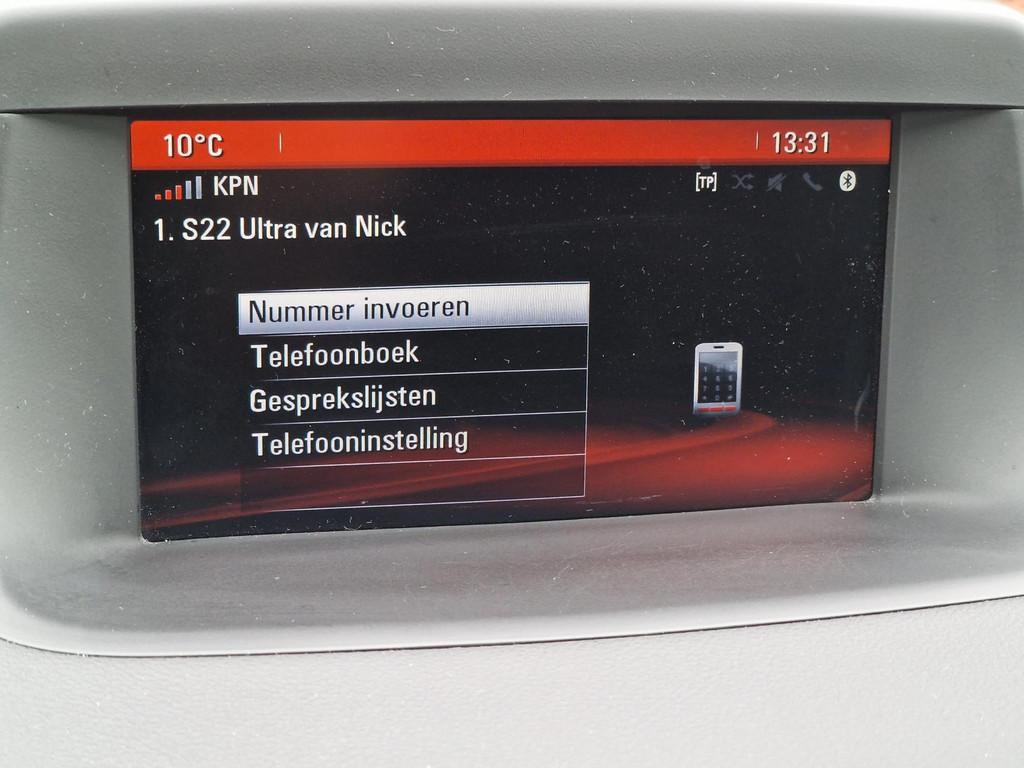 10°C 13:31
KPN [TP]
1. S22 Ultra van Nick
Nummer invoeren
Telefoonboek
Gesprekslijsten
Telefooninstelling